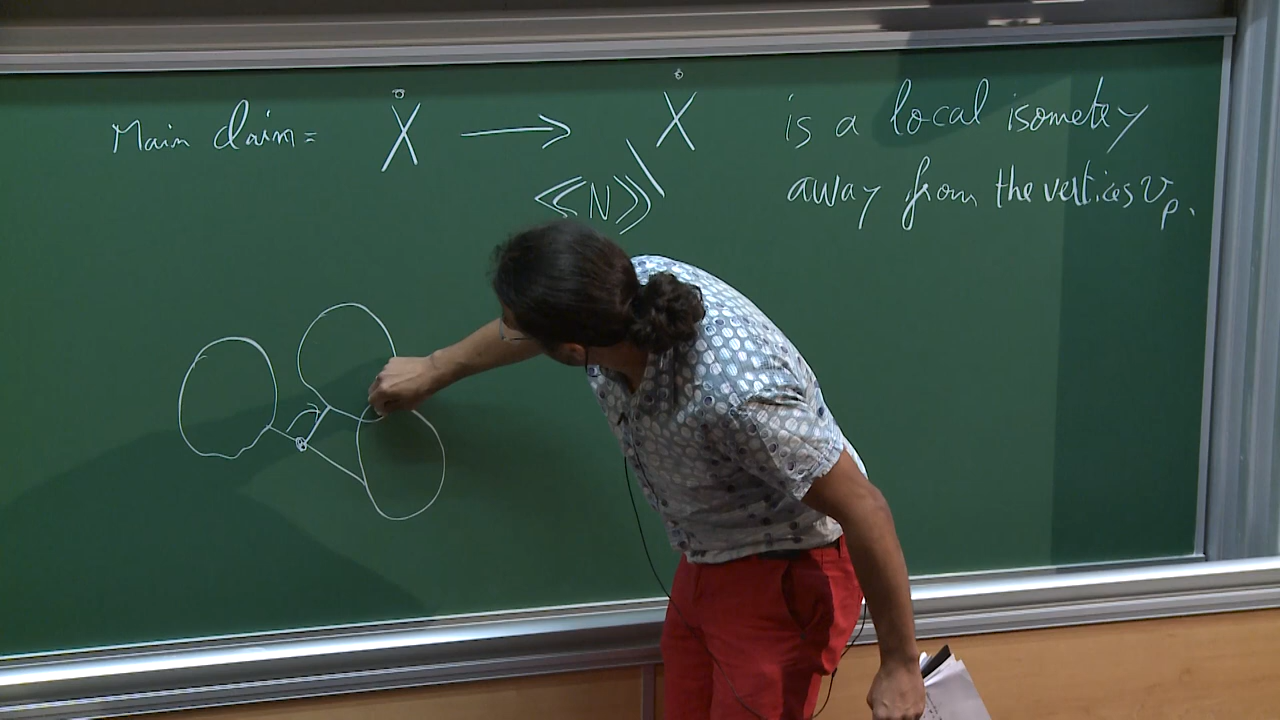 Main claim = Ẋ ⟶ ⟪N⟫ \ Ẋ is a local isometry
away from the vertices v_p.